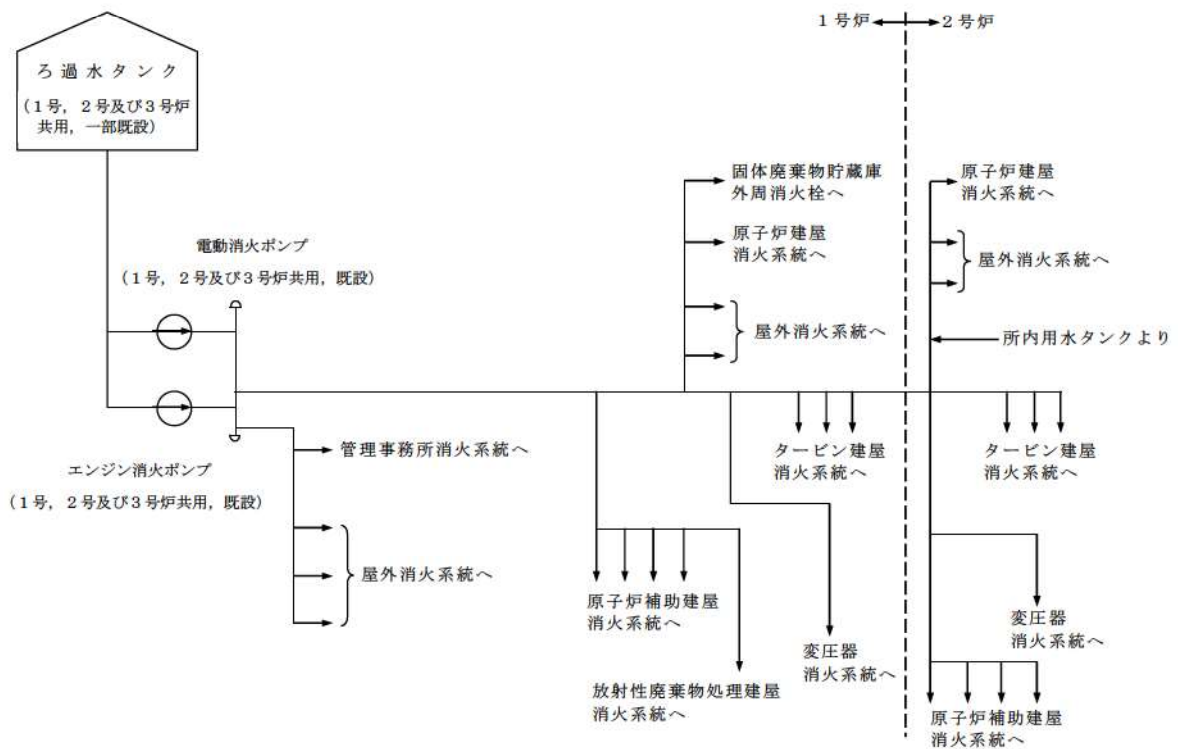 1号炉
2号炉
ろ過水タンク
(1号, 2号及び3号炉
共用, 一部既設)
固体廃棄物貯蔵庫
外周消火栓へ
原子炉建屋
消火系統へ
屋外消火系統へ
原子炉建屋
消火系統へ
屋外消火系統へ
所内用水タンクより
電動消火ポンプ
(1号, 2号及び3号炉共用, 既設)
エンジン消火ポンプ
(1号, 2号及び3号炉共用, 既設)
管理事務所消火系統へ
屋外消火系統へ
タービン建屋
消火系統へ
タービン建屋
消火系統へ
原子炉補助建屋
消火系統へ
放射性廃棄物処理建屋
消火系統へ
変圧器
消火系統へ
変圧器
消火系統へ
原子炉補助建屋
消火系統へ